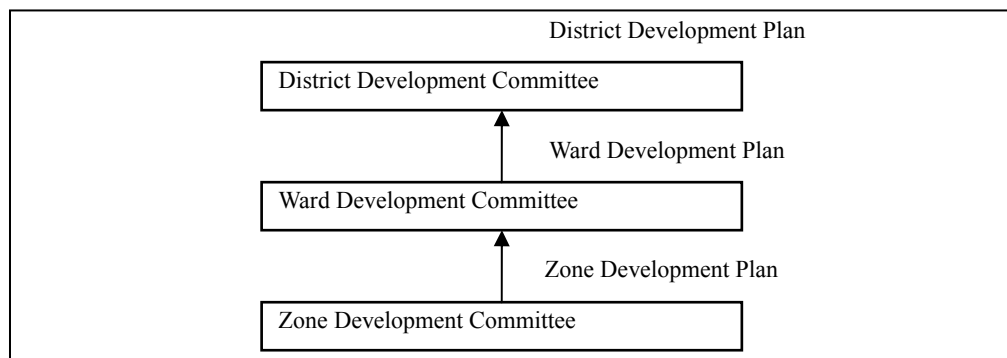 District Development Plan
District Development Committee
Ward Development Plan
Ward Development Committee
Zone Development Plan
Zone Development Committee